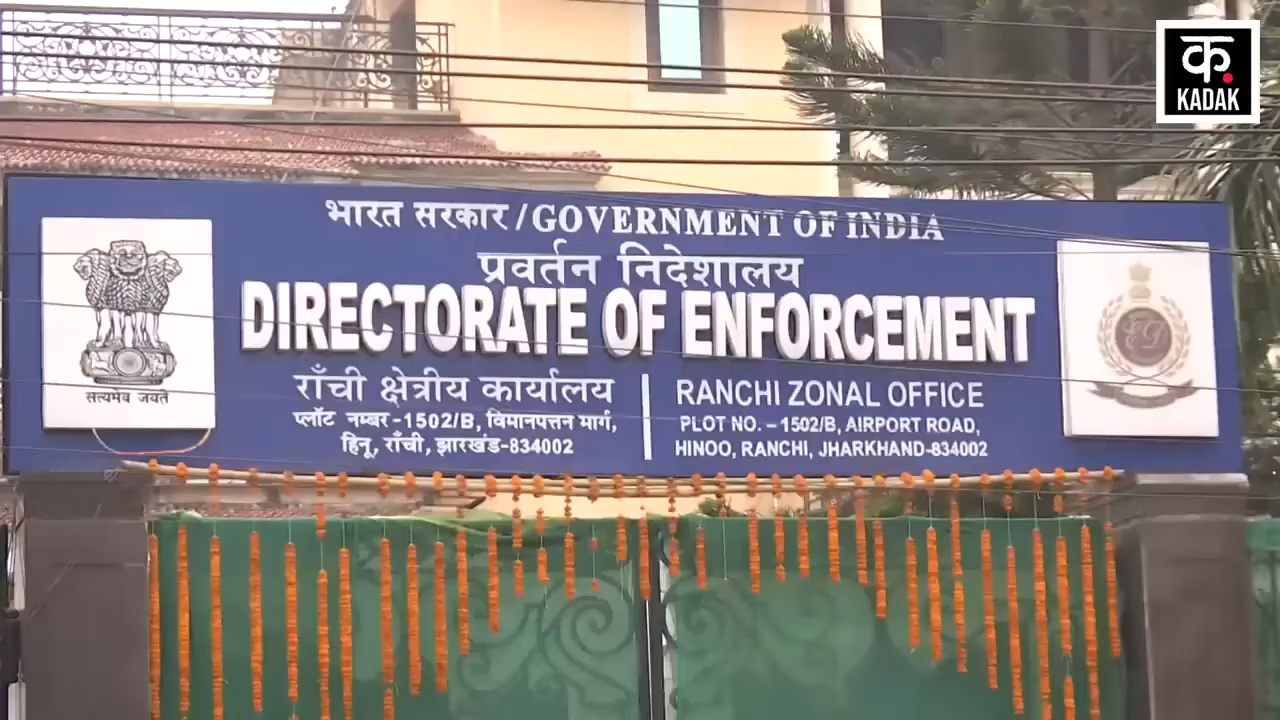 क.
KADAK
भारत सरकार/GOVERNMENT OF INDIA
प्रवर्तन निदेशालय
DIRECTORATE OF ENFORCEMENT
राँची क्षेत्रीय कार्यालय
प्लॉट नम्बर-1502/B, विमानपत्तन मार्ग,
हिनू, राँची, झारखंड-834002
RANCHI ZONAL OFFICE
PLOT NO. – 1502/B, AIRPORT ROAD,
HINOO, RANCHI, JHARKHAND-834002
सत्यमेव जयते
ED